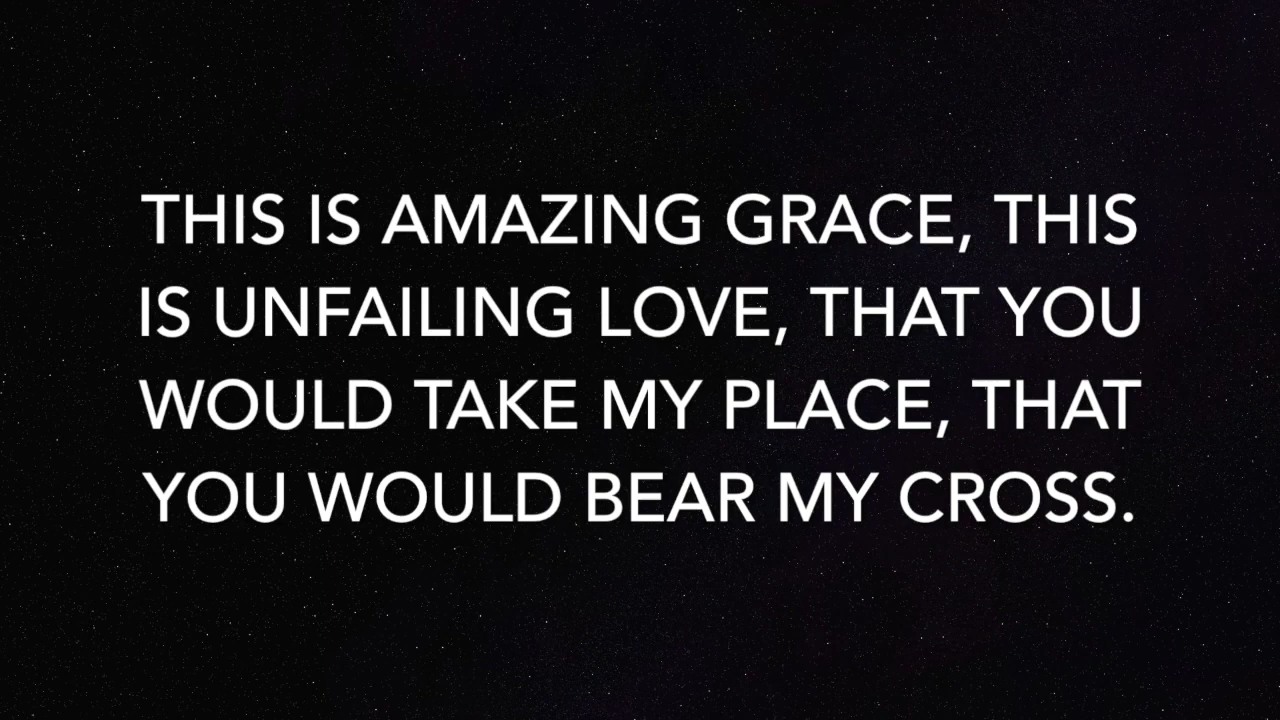 THIS IS AMAZING GRACE, THIS
IS UNFAILING LOVE, THAT YOU
WOULD TAKE MY PLACE, THAT
YOU WOULD BEAR MY CROSS.